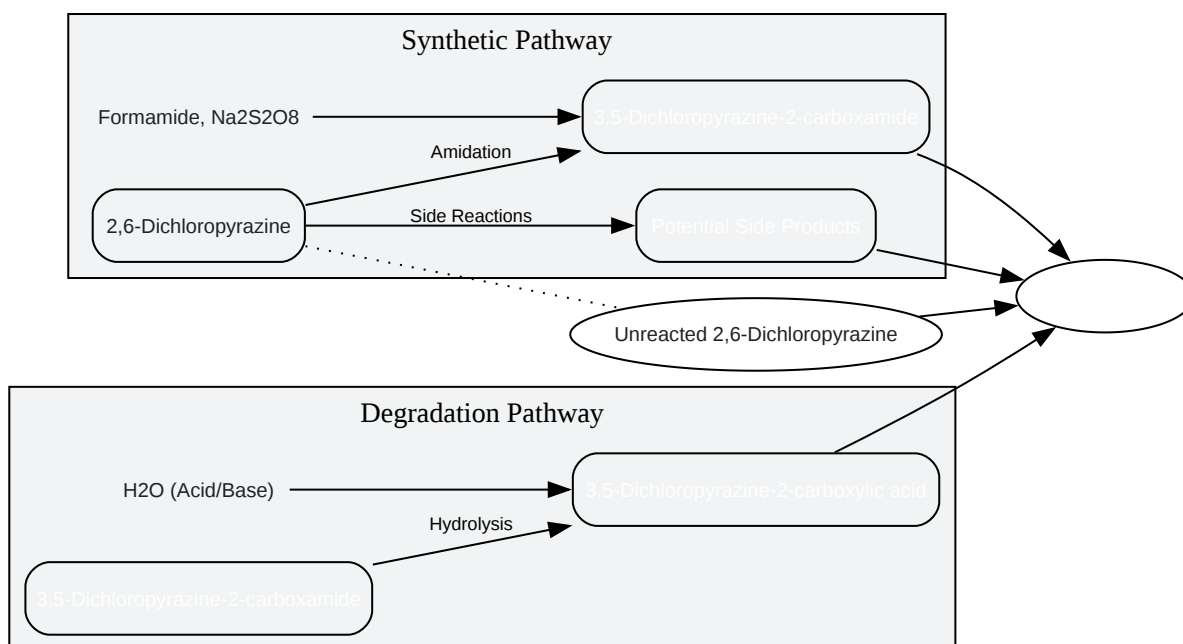 Synthetic Pathway
Formamide, Na2S2O8
3,5-Dichloropyrazine-2-carboxamide
Amidation
2,6-Dichloropyrazine
Side Reactions
Potential Side Products
Unreacted 2,6-Dichloropyrazine
Degradation Pathway
H2O (Acid/Base)
3,5-Dichloropyrazine-2-carboxylic acid
Hydrolysis
3,5-Dichloropyrazine-2-carboxamide